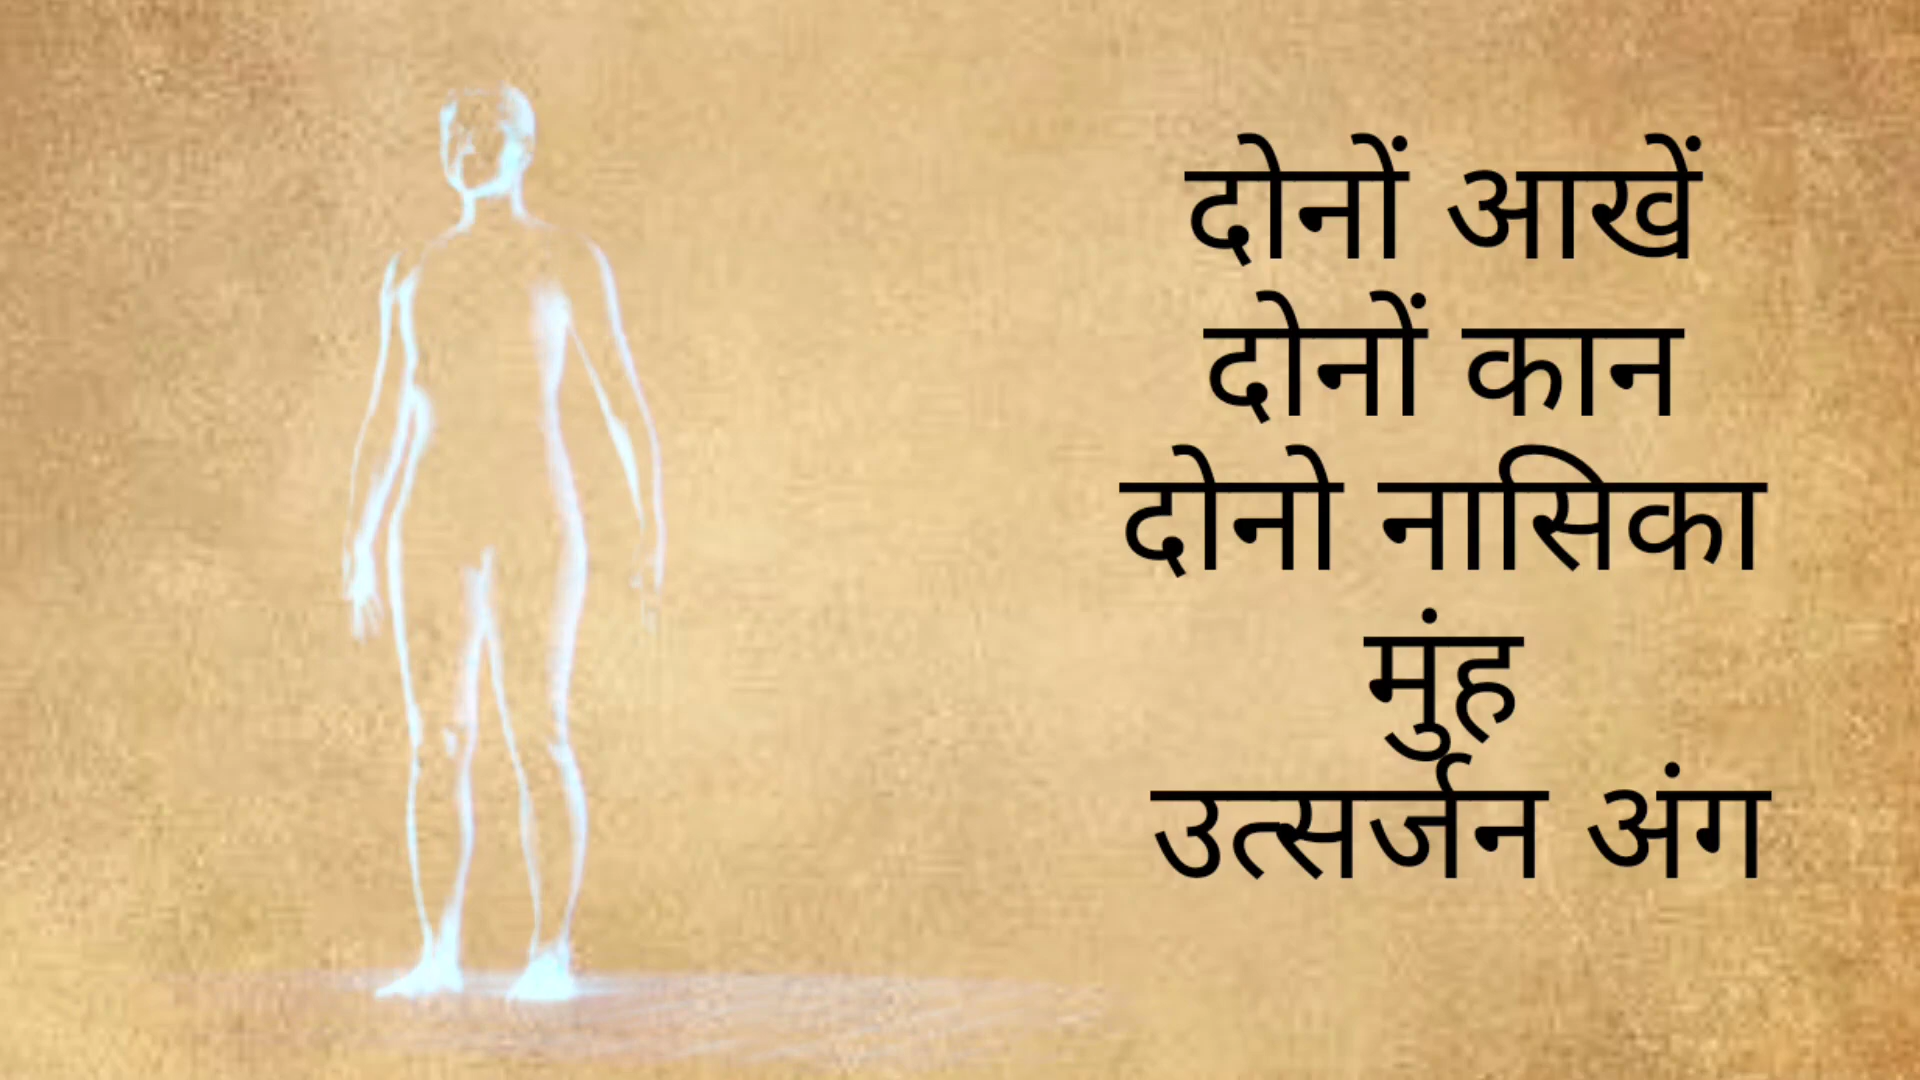 दोनों आखें
दोनों कान
दोनो नासिका
मुंह
उत्सर्जन अंग